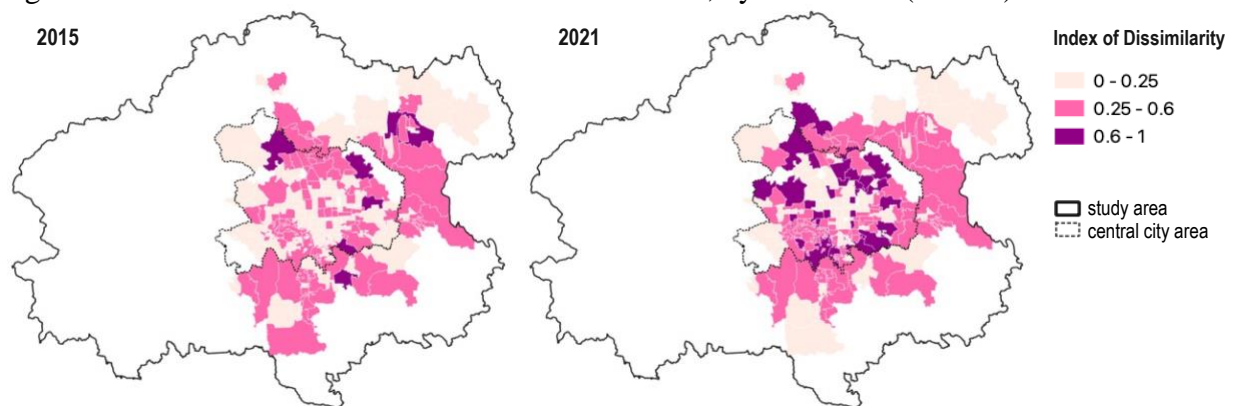 2015
2021
Index of Dissimilarity
0 - 0.25
0.25 - 0.6
0.6 - 1
study area
central city area